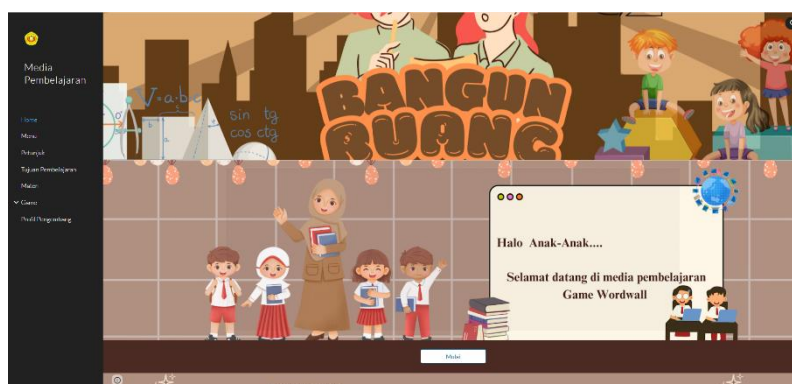 Media
Pembelajaran
Home
Menu
Petunjuk
Tujuan Pembelajaran
Materi
Game
Profil Pengembang
V=a·b·c
sin tg
cos ctg
BANGUN
RUANG
Halo Anak-Anak....
Selamat datang di media pembelajaran
Game Wordwall
Mulai